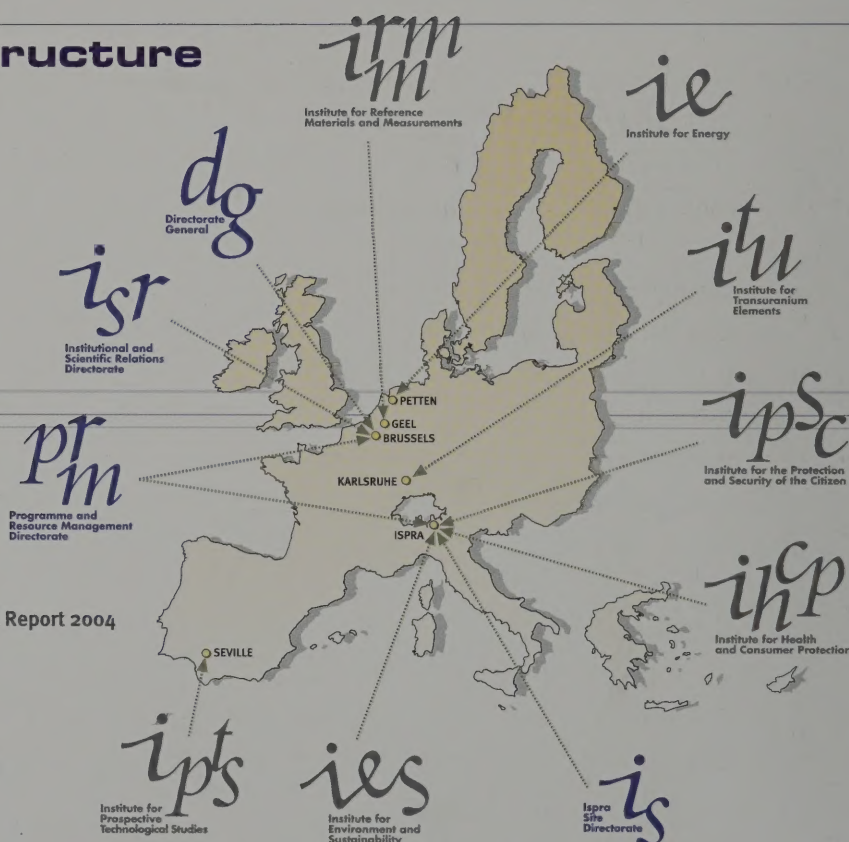 ructure
irmm
Institute for Reference
Materials and Measurements
ie
Institute for Energy
dg
Directorate
General
isr
Institutional and
Scientific Relations
Directorate
itu
Institute for
Transuranium
Elements
PETTEN
GEEL
BRUSSELS
KARLSRUHE
ISPRA
SEVILLE
prm
Programme and
Resource Management
Directorate
ipsc
Institute for the Protection
and Security of the Citizen
Report 2004
ihcp
Institute for Health
and Consumer Protection
ipts
Institute for
Prospective
Technological Studies
ies
Institute for
Environment and
Sustainability
Ispra
Site
Directorate
is